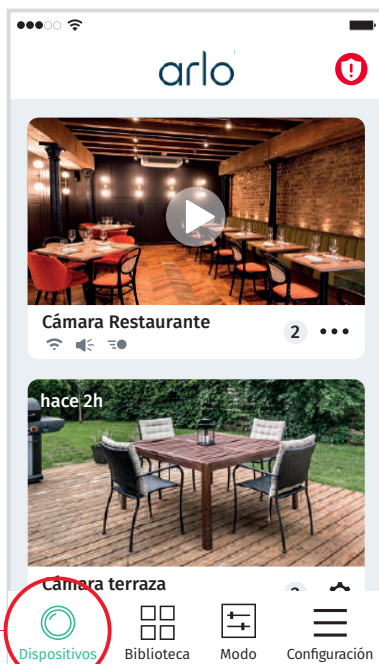 arlo
Cámara Restaurante
2
hace 2h
Cámara terraza
Dispositivos
Biblioteca
Modo
Configuración